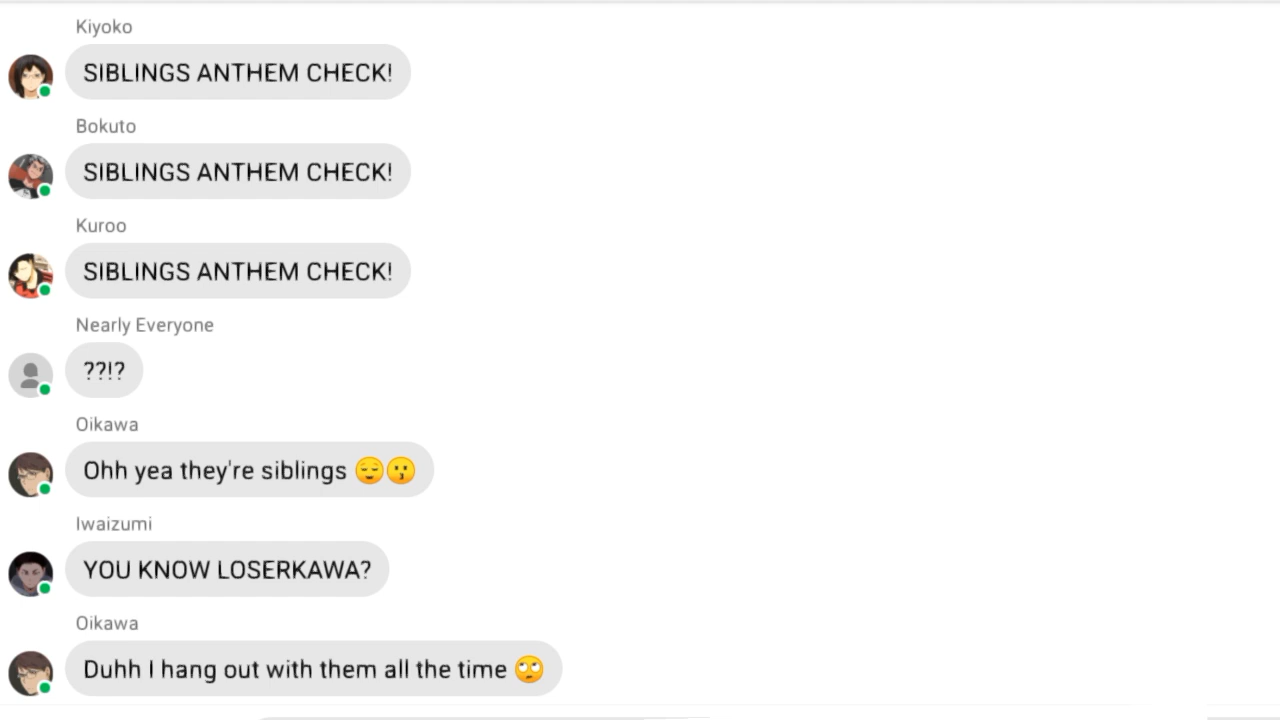 Kiyoko
SIBLINGS ANTHEM CHECK!
Bokuto
SIBLINGS ANTHEM CHECK!
Kuroo
SIBLINGS ANTHEM CHECK!
Nearly Everyone
??!?
Oikawa
Ohh yea they're siblings 😌😗
Iwaizumi
YOU KNOW LOSERKAWA?
Oikawa
Duhh I hang out with them all the time 🙄